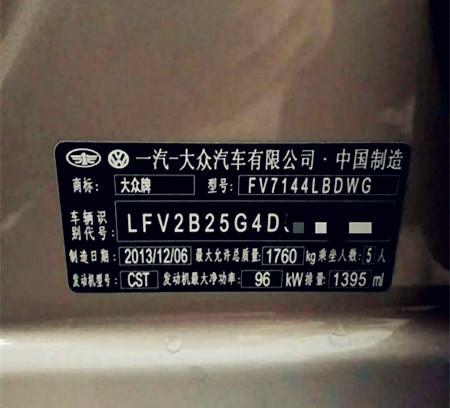 一汽-大众汽车有限公司·中国制造
商标: 大众牌 型号: FV7144LBDWG
车辆识别代号: LFV2B25G4D
制造日期: 2013/12/06 最大允许总质量: 1760 kg 乘坐人数: 5 人
发动机型号: CST 发动机最大净功率: 96 kW 排量: 1395 ml